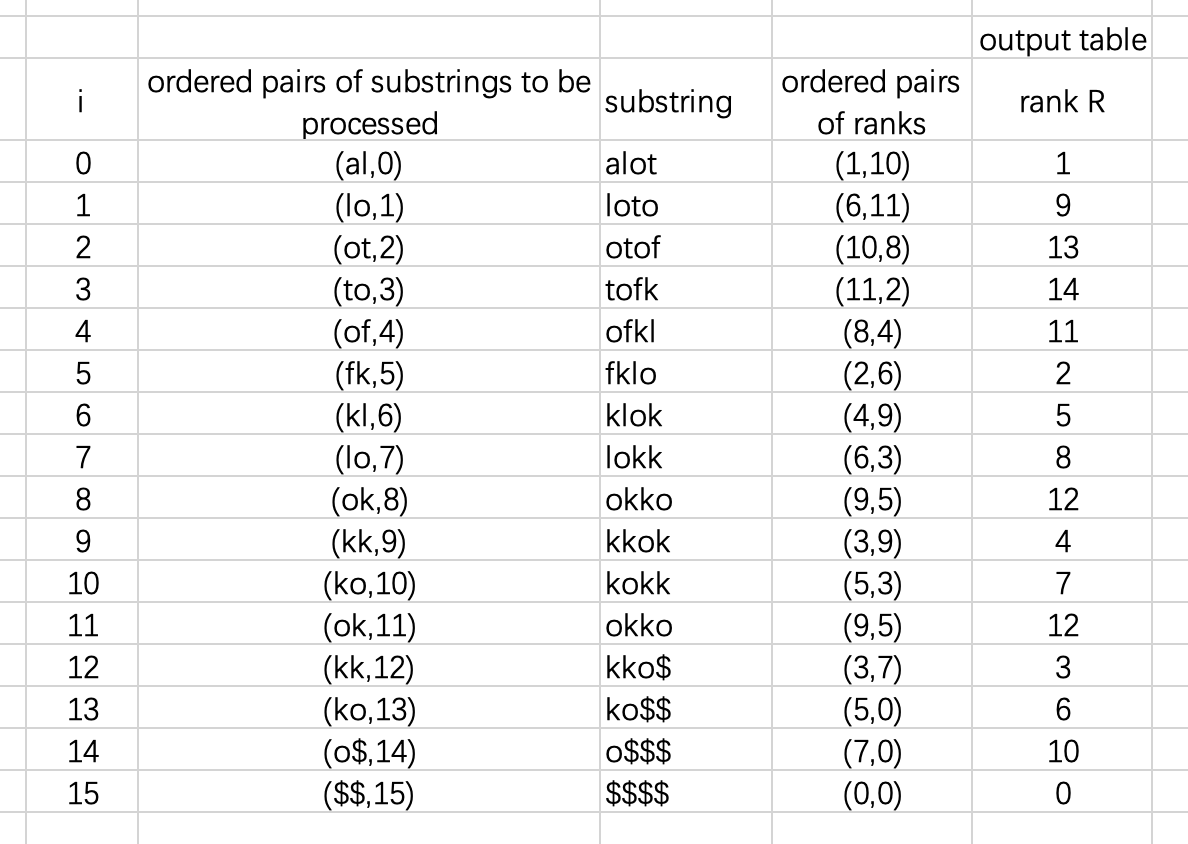 output table
i ordered pairs of substrings to be processed substring ordered pairs of ranks rank R
0 (al,0) alot (1,10) 1
1 (lo,1) loto (6,11) 9
2 (ot,2) otof (10,8) 13
3 (to,3) tofk (11,2) 14
4 (of,4) ofkl (8,4) 11
5 (fk,5) fklo (2,6) 2
6 (kl,6) klok (4,9) 5
7 (lo,7) lokk (6,3) 8
8 (ok,8) okko (9,5) 12
9 (kk,9) kkok (3,9) 4
10 (ko,10) kokk (5,3) 7
11 (ok,11) okko (9,5) 12
12 (kk,12) kko$ (3,7) 3
13 (ko,13) ko$$ (5,0) 6
14 (o$,14) o$$$ (7,0) 10
15 ($$,15) $$$$ (0,0) 0